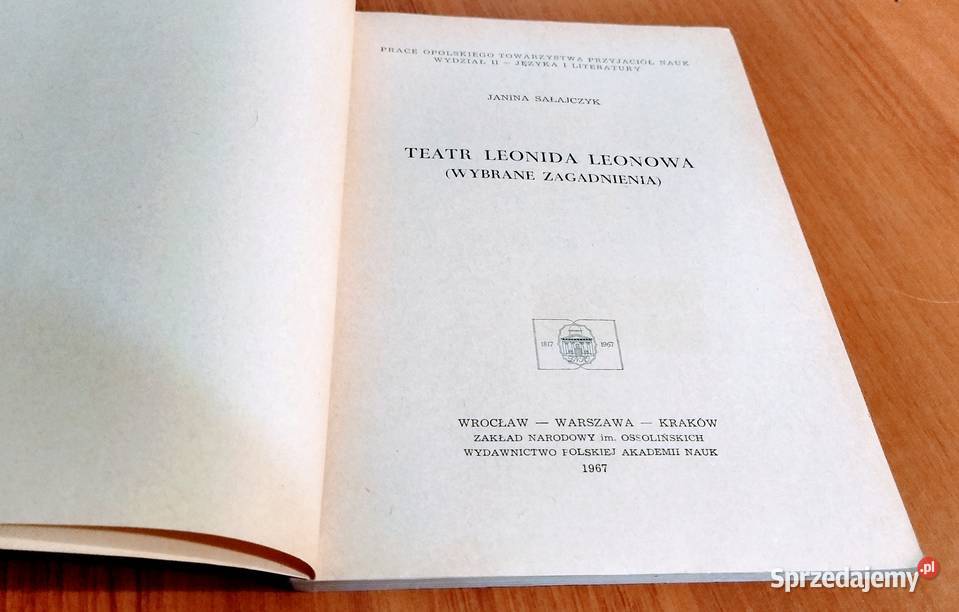 PRACE OPOLSKIEGO TOWARZYSTWA PRZYJACIÓŁ NAUK
WYDZIAŁ II – JĘZYKA I LITERATURY
JANINA SAŁAJCZYK
TEATR LEONIDA LEONOWA
(WYBRANE ZAGADNIENIA)
1817 1967
WROCŁAW — WARSZAWA — KRAKÓW
ZAKŁAD NARODOWY im. OSSOLIŃSKICH
WYDAWNICTWO POLSKIEJ AKADEMII NAUK
1967
Sprzedajemy.pl